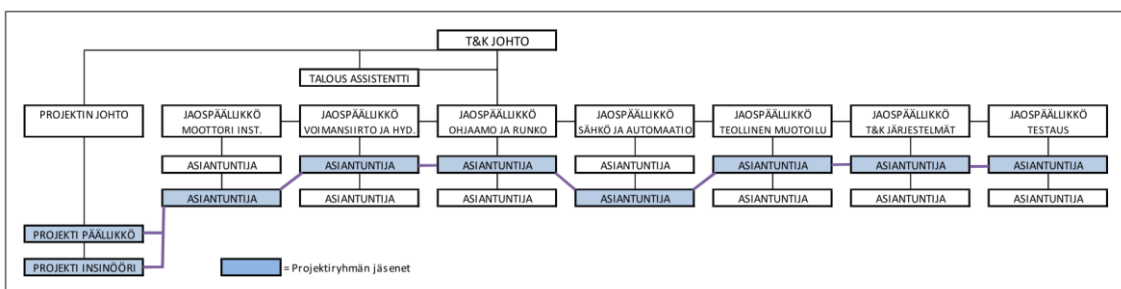 T&K JOHTO
TALOUS ASSISTENTTI
PROJEKTIN JOHTO
JAOSPÄÄLLIKKÖ
MOOTTORI INST.
JAOSPÄÄLLIKKÖ
VOIMANSIIRTO JA HYD.
JAOSPÄÄLLIKKÖ
OHJAAMO JA RUNKO
JAOSPÄÄLLIKKÖ
SÄHKÖ JA AUTOMAATIO
JAOSPÄÄLLIKKÖ
TEOLLINEN MUOTOILU
JAOSPÄÄLLIKKÖ
T&K JÄRJESTELMÄT
JAOSPÄÄLLIKKÖ
TESTAUS
ASIANTUNTIJA
ASIANTUNTIJA
ASIANTUNTIJA
ASIANTUNTIJA
ASIANTUNTIJA
ASIANTUNTIJA
ASIANTUNTIJA
ASIANTUNTIJA
ASIANTUNTIJA
ASIANTUNTIJA
ASIANTUNTIJA
ASIANTUNTIJA
ASIANTUNTIJA
ASIANTUNTIJA
PROJEKTI PÄÄLLIKKÖ
PROJEKTI INSINÖÖRI
= Projektiryhmän jäsenet